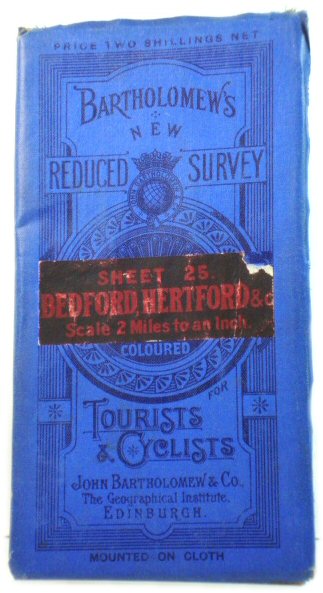 PRICE TWO SHILLINGS NET
BARTHOLOMEW'S
NEW
REDUCED SURVEY
SHEET 25.
BEDFORD, HERTFORD &c
Scale 2 Miles to an Inch.
COLOURED
FOR
TOURISTS
& CYCLISTS
JOHN BARTHOLOMEW & Co.,
The Geographical Institute,
EDINBURGH.
MOUNTED ON CLOTH